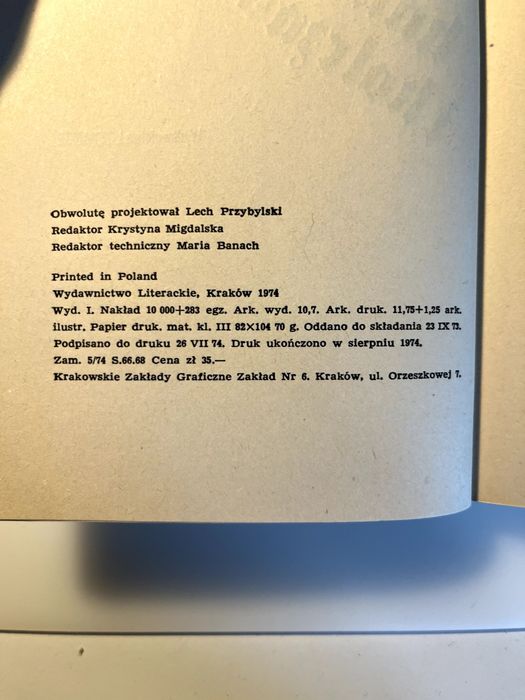 Obwolutę projektował Lech Przybylski
Redaktor Krystyna Migdalska
Redaktor techniczny Maria Banach
Printed in Poland
Wydawnictwo Literackie, Kraków 1974
Wyd. I. Nakład 10 000+283 egz. Ark. wyd. 10,7. Ark. druk. 11,75+1,25 ark.
ilustr. Papier druk. mat. kl. III 82×104 70 g. Oddano do składania 23 IX 73.
Podpisano do druku 26 VII 74. Druk ukończono w sierpniu 1974.
Zam. 5/74 S.66.68 Cena zł 35.—
Krakowskie Zakłady Graficzne Zakład Nr 6. Kraków, ul. Orzeszkowej 7.